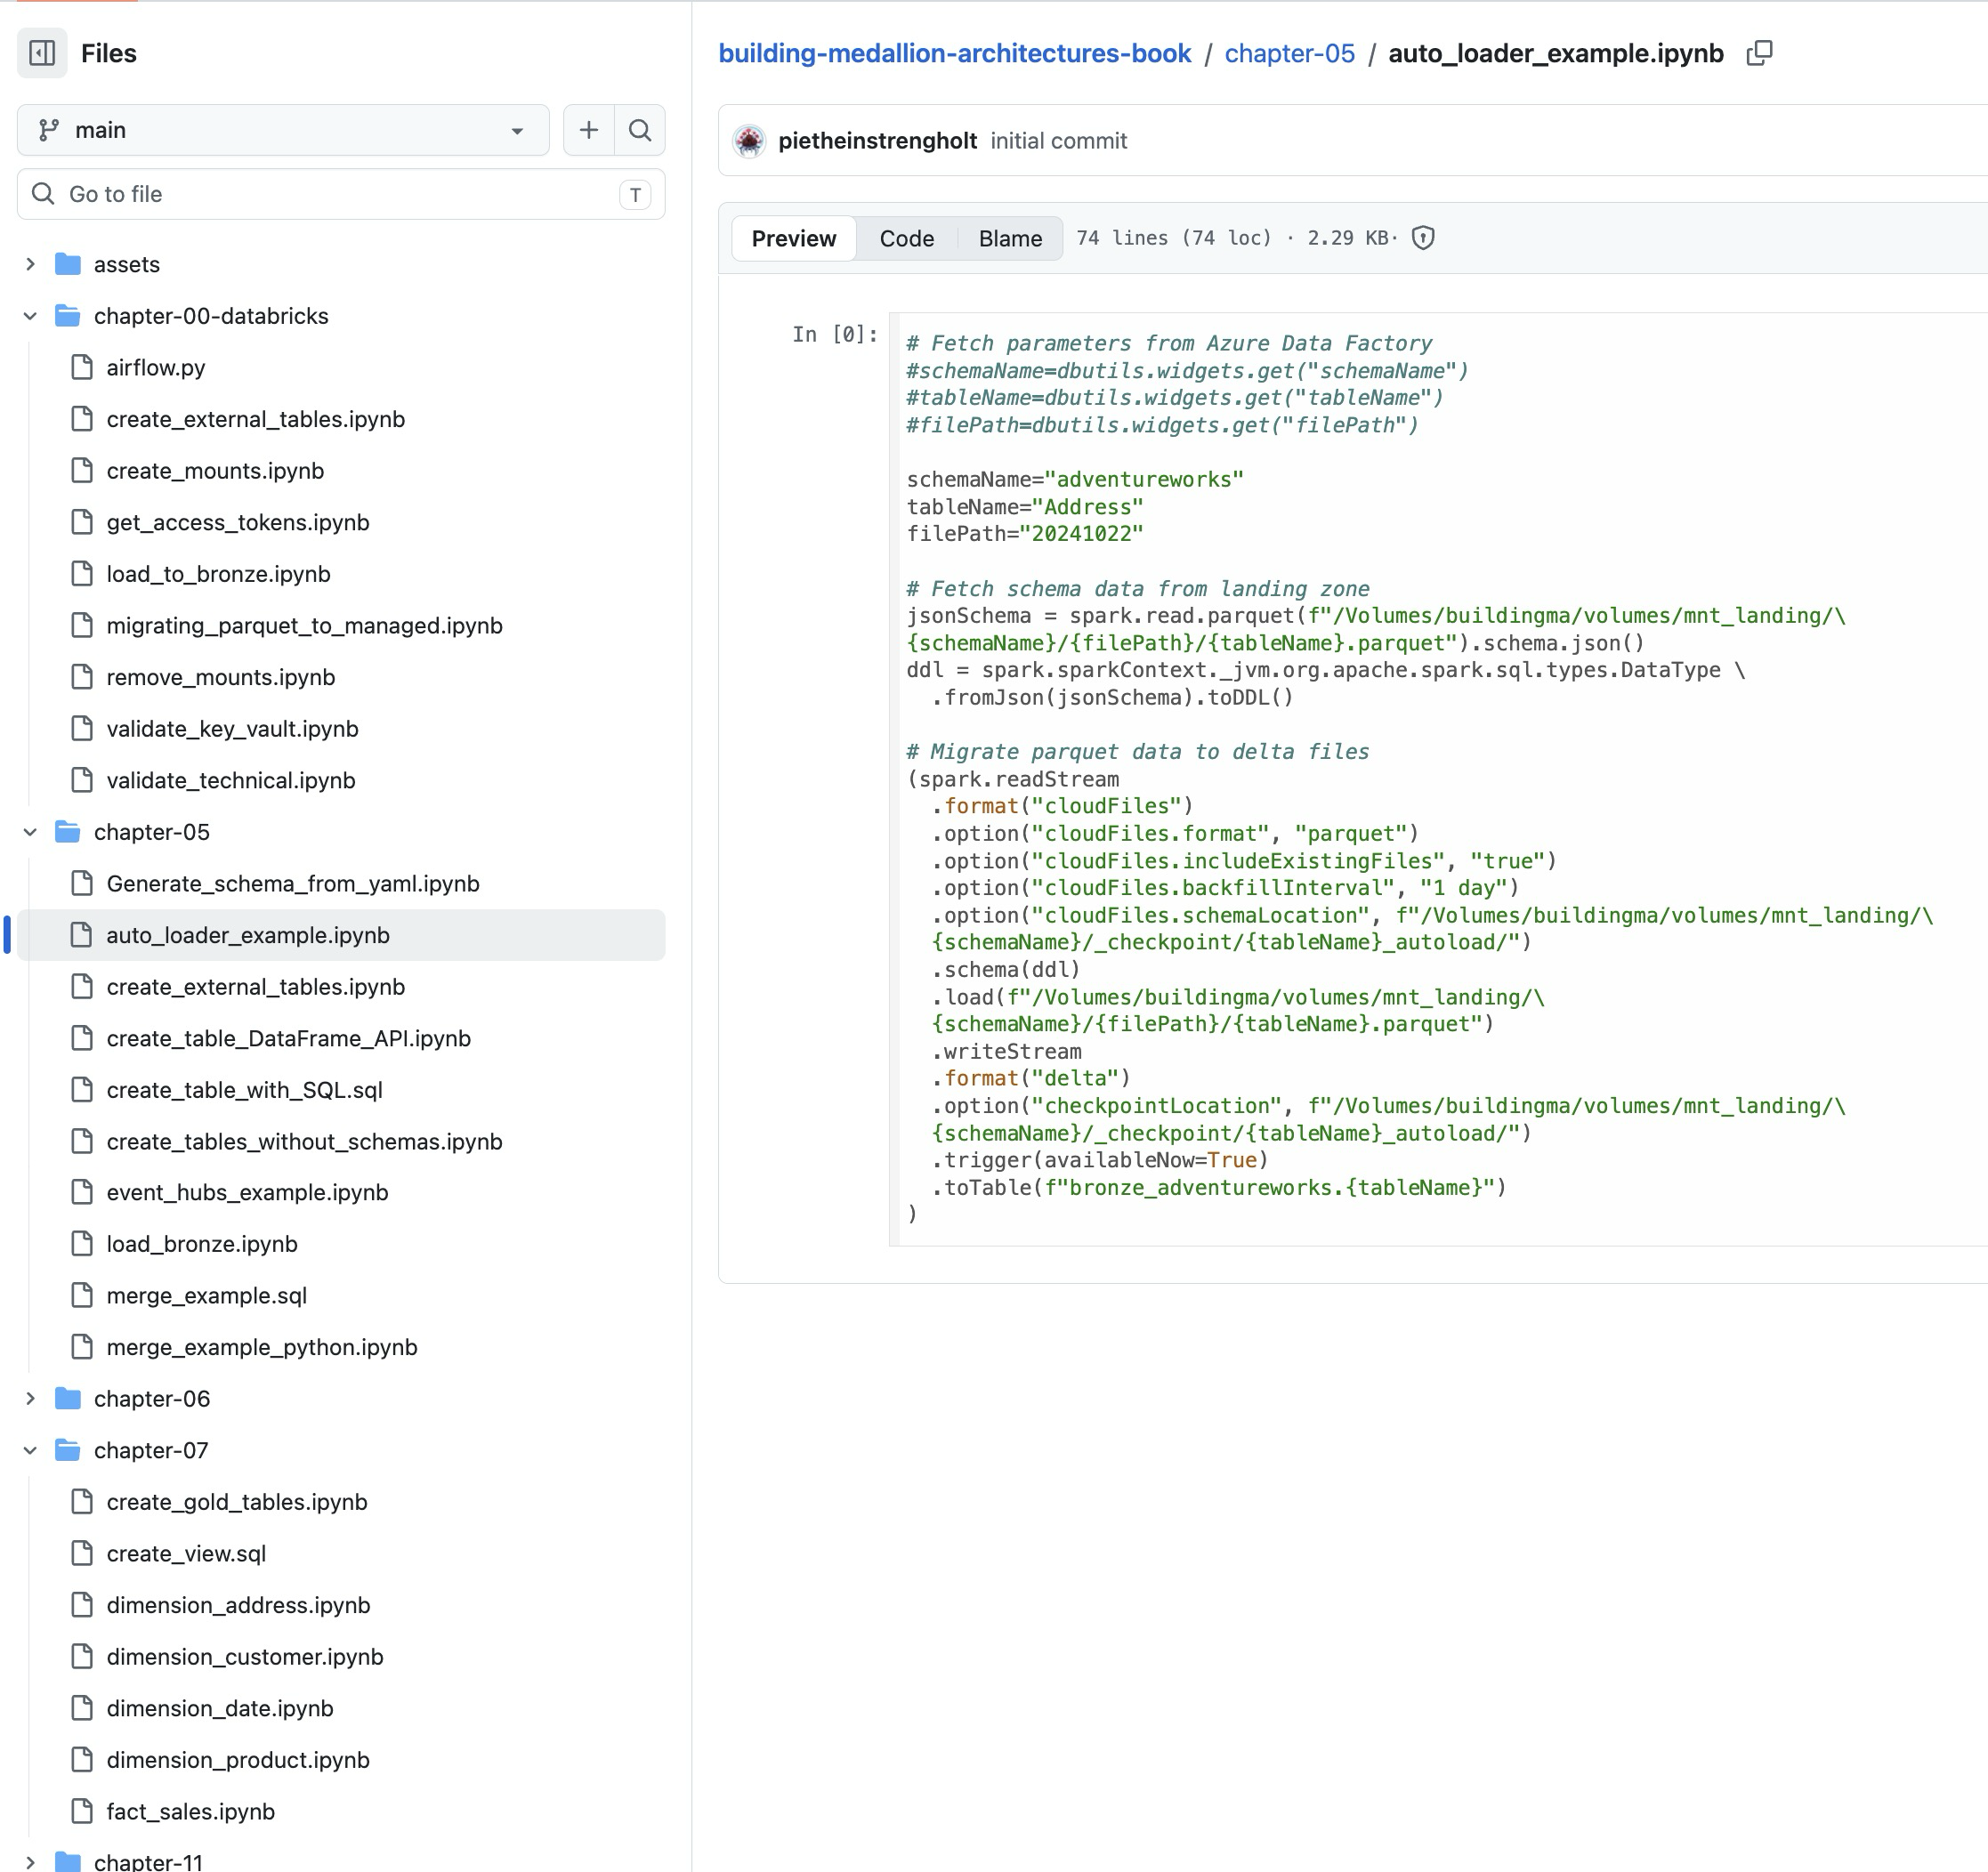 Files
main
Go to file
T
assets
chapter-00-databricks
airflow.py
create_external_tables.ipynb
create_mounts.ipynb
get_access_tokens.ipynb
load_to_bronze.ipynb
migrating_parquet_to_managed.ipynb
remove_mounts.ipynb
validate_key_vault.ipynb
validate_technical.ipynb
chapter-05
Generate_schema_from_yaml.ipynb
auto_loader_example.ipynb
create_external_tables.ipynb
create_table_DataFrame_API.ipynb
create_table_with_SQL.sql
create_tables_without_schemas.ipynb
event_hubs_example.ipynb
load_bronze.ipynb
merge_example.sql
merge_example_python.ipynb
chapter-06
chapter-07
create_gold_tables.ipynb
create_view.sql
dimension_address.ipynb
dimension_customer.ipynb
dimension_date.ipynb
dimension_product.ipynb
fact_sales.ipynb
chapter-11
building-medallion-architectures-book / chapter-05 / auto_loader_example.ipynb
pietheinstrengholt initial commit
Preview Code Blame 74 lines (74 loc) · 2.29 KB·
In [0]:
# Fetch parameters from Azure Data Factory
#schemaName=dbutils.widgets.get("schemaName")
#tableName=dbutils.widgets.get("tableName")
#filePath=dbutils.widgets.get("filePath")
schemaName="adventureworks"
tableName="Address"
filePath="20241022"
# Fetch schema data from landing zone
jsonSchema = spark.read.parquet(f"/Volumes/buildingma/volumes/mnt_landing/\
{schemaName}/{filePath}/{tableName}.parquet").schema.json()
ddl = spark.sparkContext._jvm.org.apache.spark.sql.types.DataType \
.fromJson(jsonSchema).toDDL()
# Migrate parquet data to delta files
(spark.readStream
.format("cloudFiles")
.option("cloudFiles.format", "parquet")
.option("cloudFiles.includeExistingFiles", "true")
.option("cloudFiles.backfillInterval", "1 day")
.option("cloudFiles.schemaLocation", f"/Volumes/buildingma/volumes/mnt_landing/\
{schemaName}/_checkpoint/{tableName}_autoload/")
.schema(ddl)
.load(f"/Volumes/buildingma/volumes/mnt_landing/\
{schemaName}/{filePath}/{tableName}.parquet")
.writeStream
.format("delta")
.option("checkpointLocation", f"/Volumes/buildingma/volumes/mnt_landing/\
{schemaName}/_checkpoint/{tableName}_autoload/")
.trigger(availableNow=True)
.toTable(f"bronze_adventureworks.{tableName}")
)